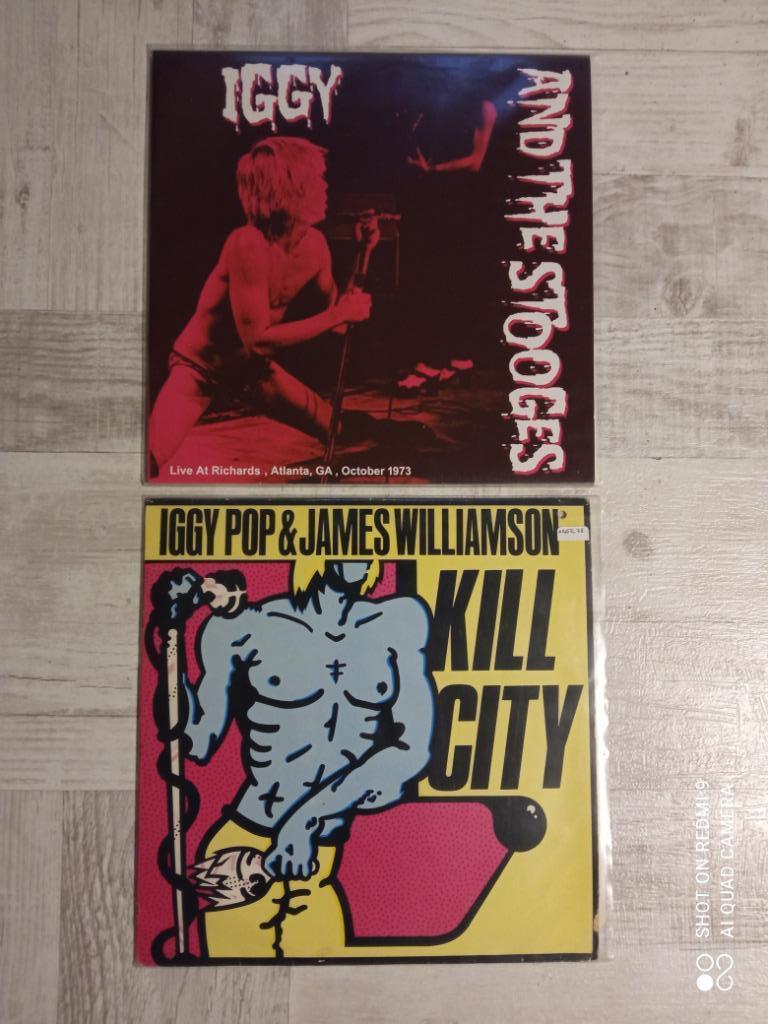 IGGY
AND THE STOOGES
Live At Richards , Atlanta, GA , October 1973
IGGY POP & JAMES WILLIAMSON
KILL
CITY
SHOT ON REDMI 9
AI QUAD CAMERA